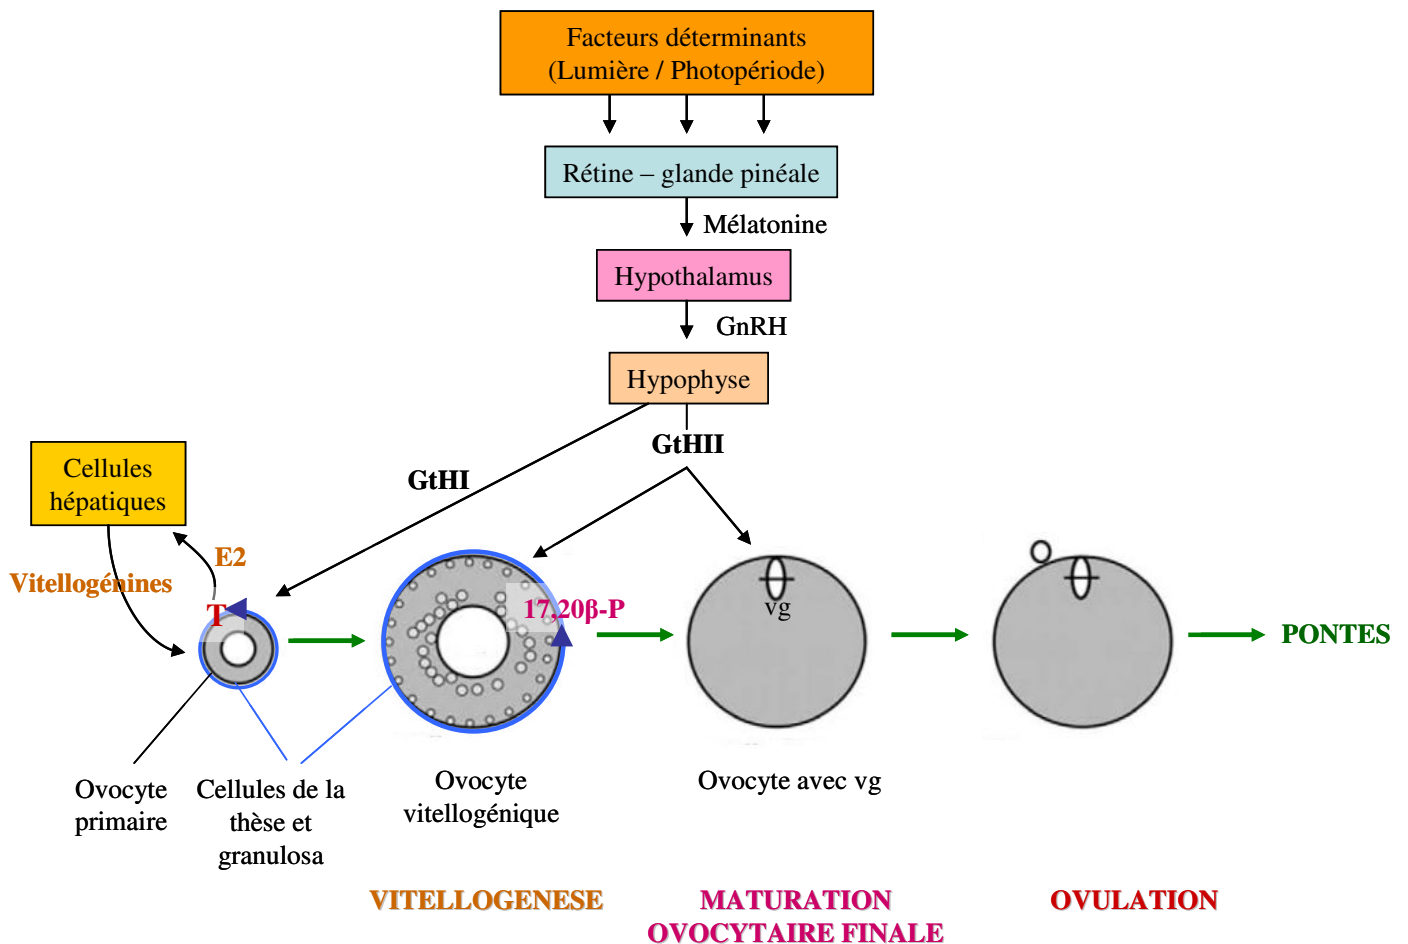 Facteurs déterminants
(Lumière / Photopériode)
Rétine – glande pinéale
Mélatonine
Hypothalamus
GnRH
Hypophyse
GtHII
GtHI
Cellules
hépatiques
E2
Vitellogénines
T
17,20β-P
vg
PONTES
Ovocyte
primaire
Cellules de la
thèse et
granulosa
Ovocyte
vitellogénique
Ovocyte avec vg
VITELLOGENESE
MATURATION
OVOCYTAIRE FINALE
OVULATION